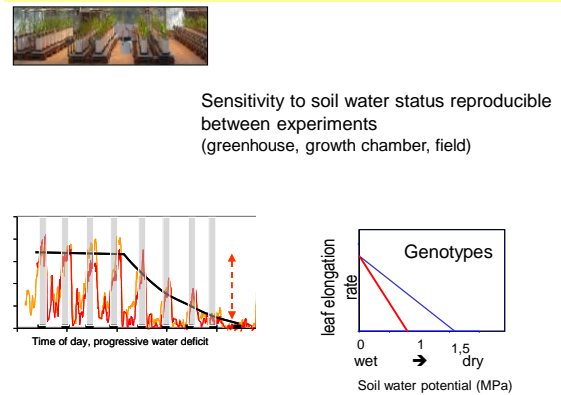 Sensitivity to soil water status reproducible
between experiments
(greenhouse, growth chamber, field)
Time of day, progressive water deficit
leaf elongation
rate
Genotypes
0 1 1,5
wet ➔ dry
Soil water potential (MPa)